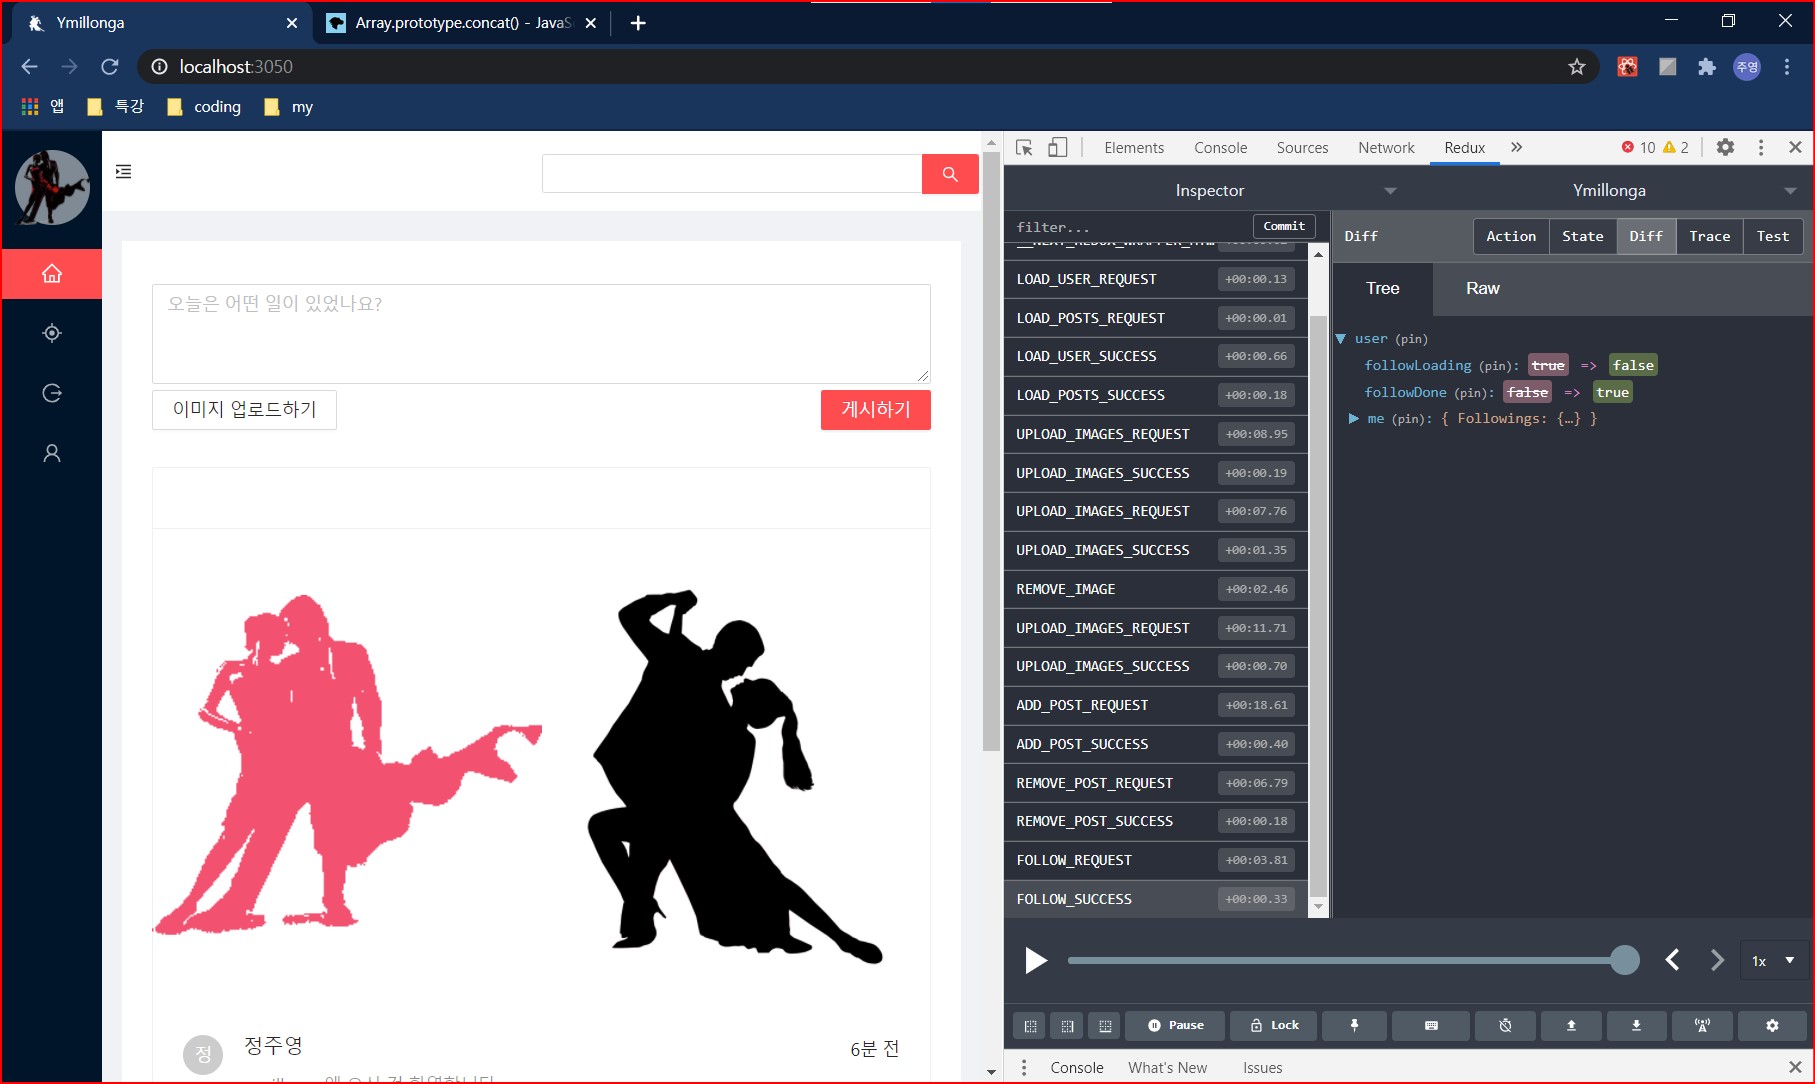 Ymillonga
Array.prototype.concat() - JavaS
localhost:3050
주영
앱 특강 coding my
Elements Console Sources Network Redux 10 2
Inspector Ymillonga
filter... Commit
Diff Action State Diff Trace Test
Tree Raw
LOAD_USER_REQUEST +00:00.13
LOAD_POSTS_REQUEST +00:00.01
LOAD_USER_SUCCESS +00:00.66
LOAD_POSTS_SUCCESS +00:00.18
UPLOAD_IMAGES_REQUEST +00:08.95
UPLOAD_IMAGES_SUCCESS +00:00.19
UPLOAD_IMAGES_REQUEST +00:07.76
UPLOAD_IMAGES_SUCCESS +00:01.35
REMOVE_IMAGE +00:02.46
UPLOAD_IMAGES_REQUEST +00:11.71
UPLOAD_IMAGES_SUCCESS +00:00.70
ADD_POST_REQUEST +00:18.61
ADD_POST_SUCCESS +00:00.40
REMOVE_POST_REQUEST +00:06.79
REMOVE_POST_SUCCESS +00:00.18
FOLLOW_REQUEST +00:03.81
FOLLOW_SUCCESS +00:00.33
user (pin)
followLoading (pin): true => false
followDone (pin): false => true
me (pin): { Followings: {…} }
오늘은 어떤 일이 있었나요?
이미지 업로드하기 게시하기
정 정주영 6분 전
1x
Pause Lock
Console What's New Issues